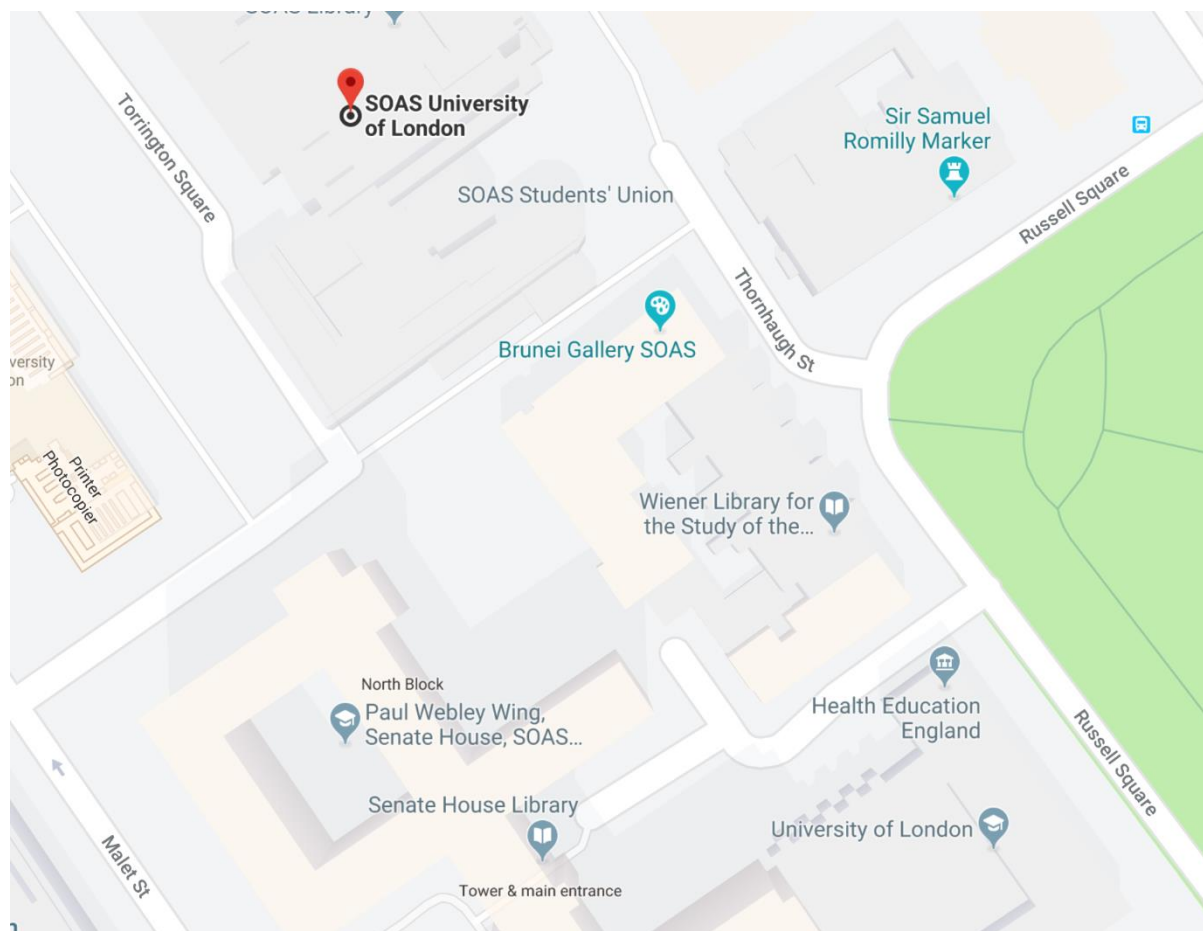 SOAS Library
SOAS University
of London
Torrington Square
Sir Samuel
Romilly Marker
SOAS Students' Union
Russell Square
Thornhaugh St
Brunei Gallery SOAS
Printer
Photocopier
Wiener Library for
the Study of the...
North Block
Paul Webley Wing,
Senate House, SOAS...
Health Education
England
Russell Square
Senate House Library
University of London
Malet St
Tower & main entrance